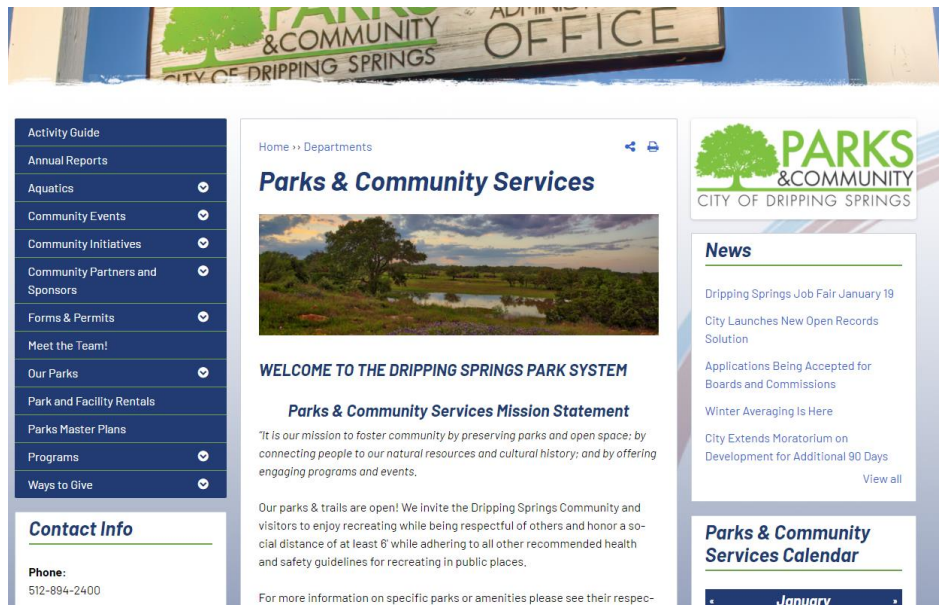 PARKS
&COMMUNITY
CITY OF DRIPPING SPRINGS
OFFICE
Activity Guide
Annual Reports
Aquatics
Community Events
Community Initiatives
Community Partners and
Sponsors
Forms & Permits
Meet the Team!
Our Parks
Park and Facility Rentals
Parks Master Plans
Programs
Ways to Give
Contact Info
Phone:
512-894-2400
Home ›› Departments
Parks & Community Services
WELCOME TO THE DRIPPING SPRINGS PARK SYSTEM
Parks & Community Services Mission Statement
"It is our mission to foster community by preserving parks and open space; by
connecting people to our natural resources and cultural history; and by offering
engaging programs and events.
Our parks & trails are open! We invite the Dripping Springs Community and
visitors to enjoy recreating while being respectful of others and honor a so-
cial distance of at least 6' while adhering to all other recommended health
and safety guidelines for recreating in public places.
For more information on specific parks or amenities please see their respec-
PARKS
&COMMUNITY
CITY OF DRIPPING SPRINGS
News
Dripping Springs Job Fair January 19
City Launches New Open Records
Solution
Applications Being Accepted for
Boards and Commissions
Winter Averaging Is Here
City Extends Moratorium on
Development for Additional 90 Days
View all
Parks & Community
Services Calendar
« January »